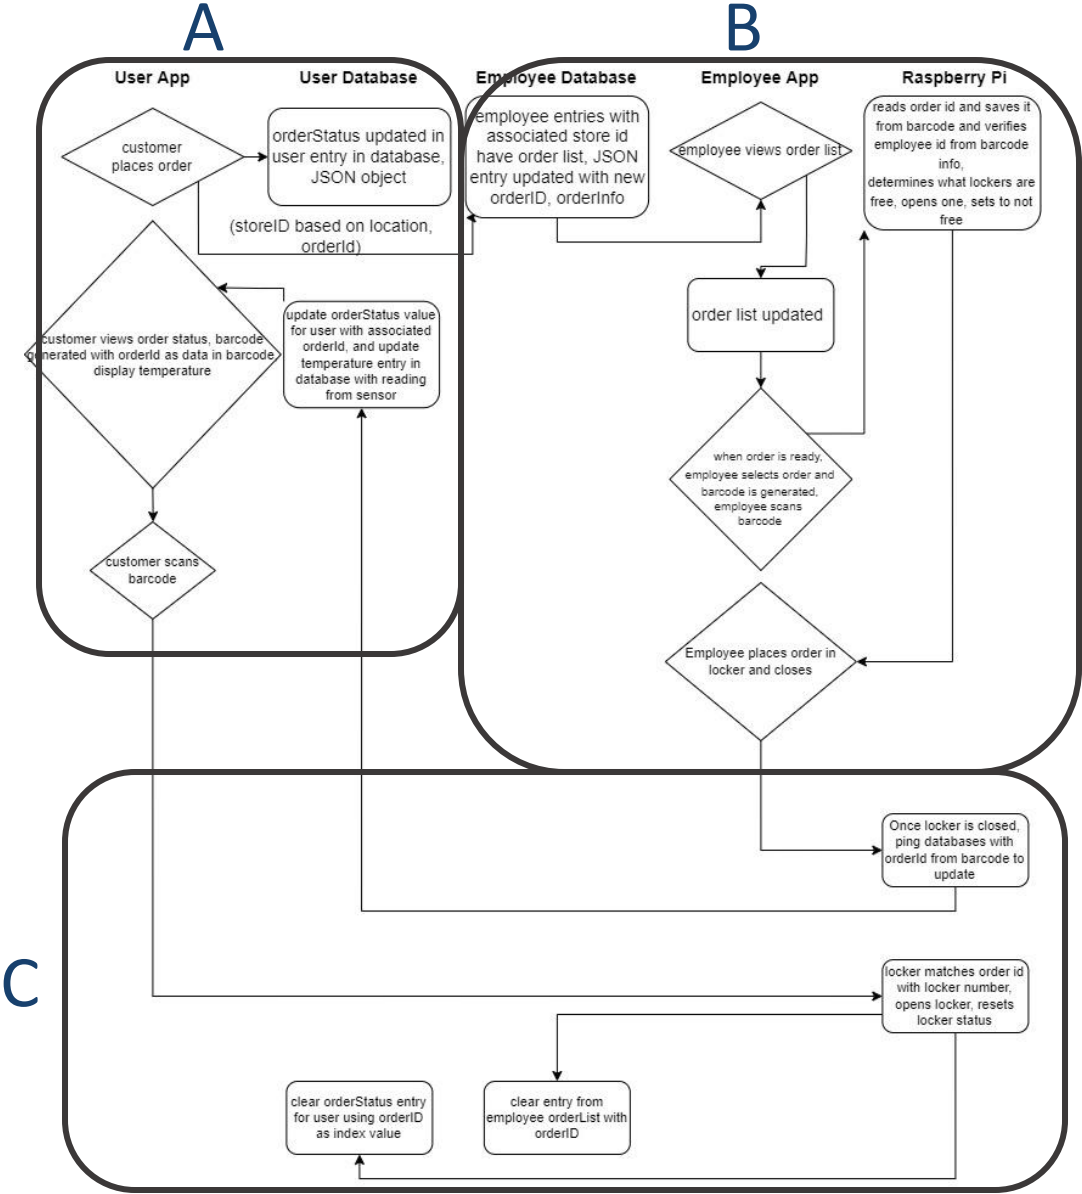 A
B
User App
User Database
Employee Database
Employee App
Raspberry Pi
customer
places order
orderStatus updated in
user entry in database,
JSON object
employee entries with
associated store id
have order list, JSON
entry updated with new
orderID, orderInfo
employee views order list
reads order id and saves it
from barcode and verifies
employee id from barcode
info,
determines what lockers are
free, opens one, sets to not
free
(storeID based on location,
orderId)
customer views order status, barcode
generated with orderId as data in barcode,
display temperature
update orderStatus value
for user with associated
orderId, and update
temperature entry in
database with reading
from sensor
order list updated
when order is ready,
employee selects order and
barcode is generated,
employee scans
barcode
customer scans
barcode
Employee places order in
locker and closes
C
Once locker is closed,
ping databases with
orderId from barcode to
update
locker matches order id
with locker number,
opens locker, resets
locker status
clear orderStatus entry
for user using orderID
as index value
clear entry from
employee orderList with
orderID